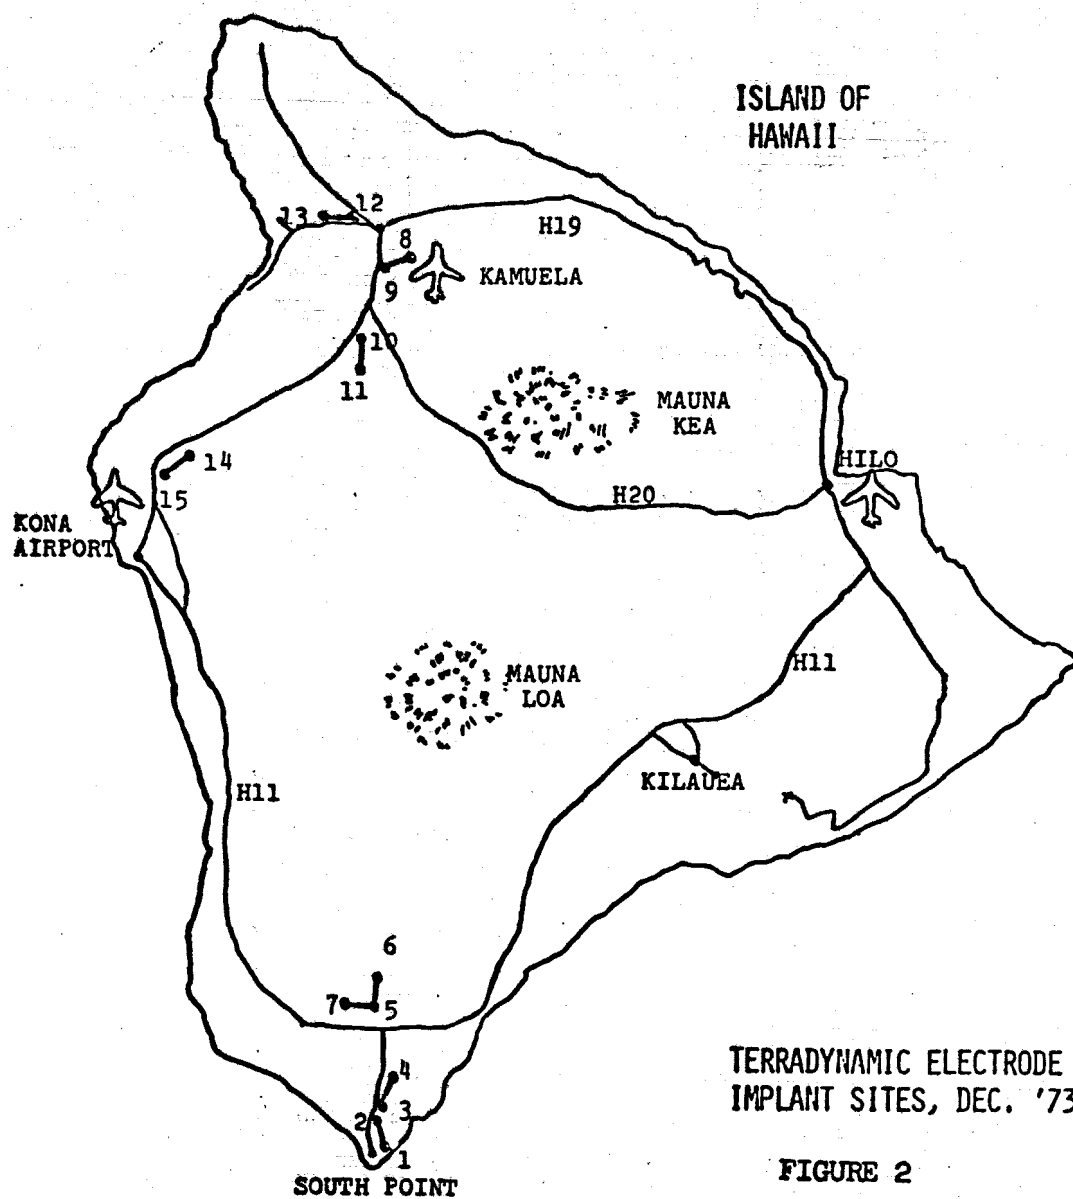 ISLAND OF
HAWAII
13
12
H19
8
KAMUELA
9
10
11
MAUNA
KEA
14
HILO
15
H20
KONA
AIRPORT
H11
MAUNA
LOA
KILAUEA
H11
6
7
5
4
3
2
1
SOUTH POINT
TERRADYNAMIC ELECTRODE
IMPLANT SITES, DEC. '73
FIGURE 2